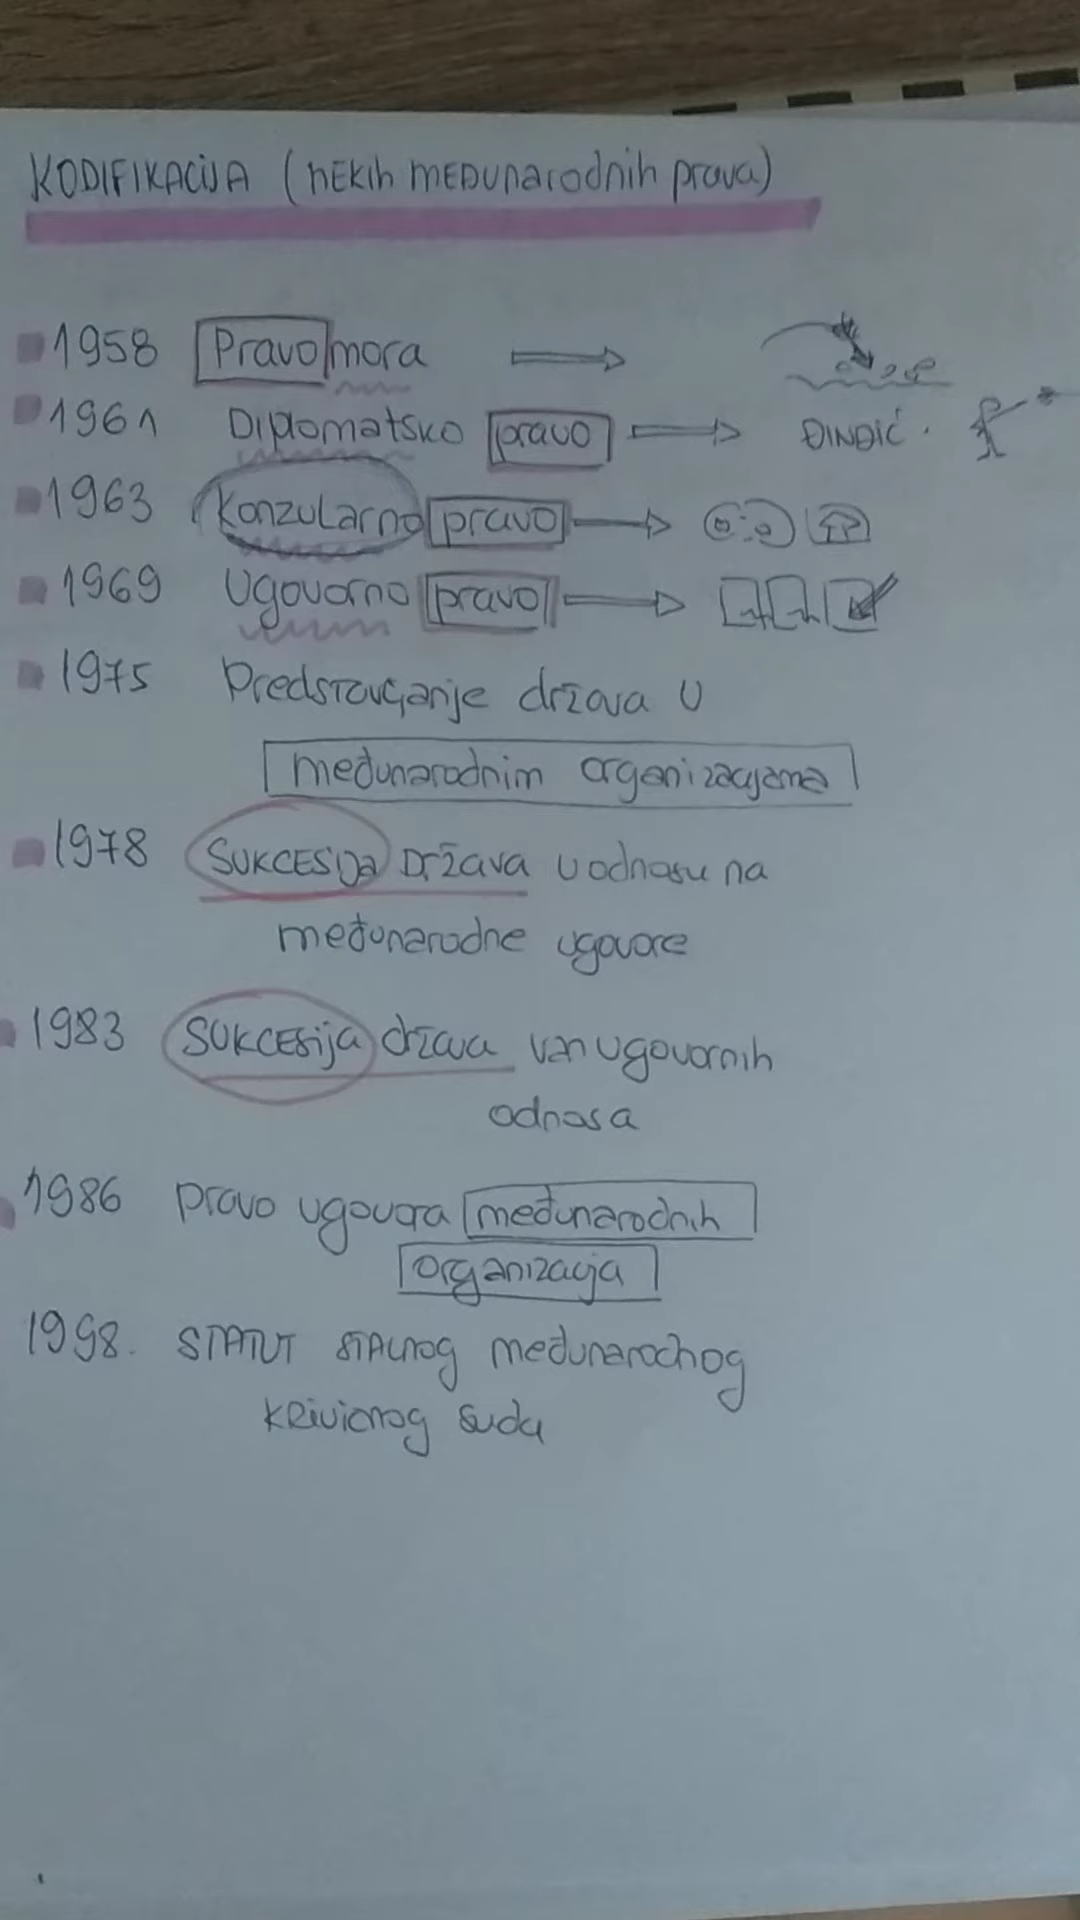 KODIFIKACIJA (nekih međunarodnih prava)
1958 Pravo mora
1961 Diplomatsko pravo ĐINĐIĆ.
1963 Konzularno pravo
1969 Ugovorno pravo
1975 Predstavljanje država u
međunarodnim organizacijama
1978 SUKCESIJA DRŽAVA u odnosu na
međunarodne ugovore
1983 SUKCESIJA država van ugovornih
odnosa
1986 pravo ugovora međunarodnih
organizacija
1998. STATUT STALNOG međunarodnog
krivičnog suda